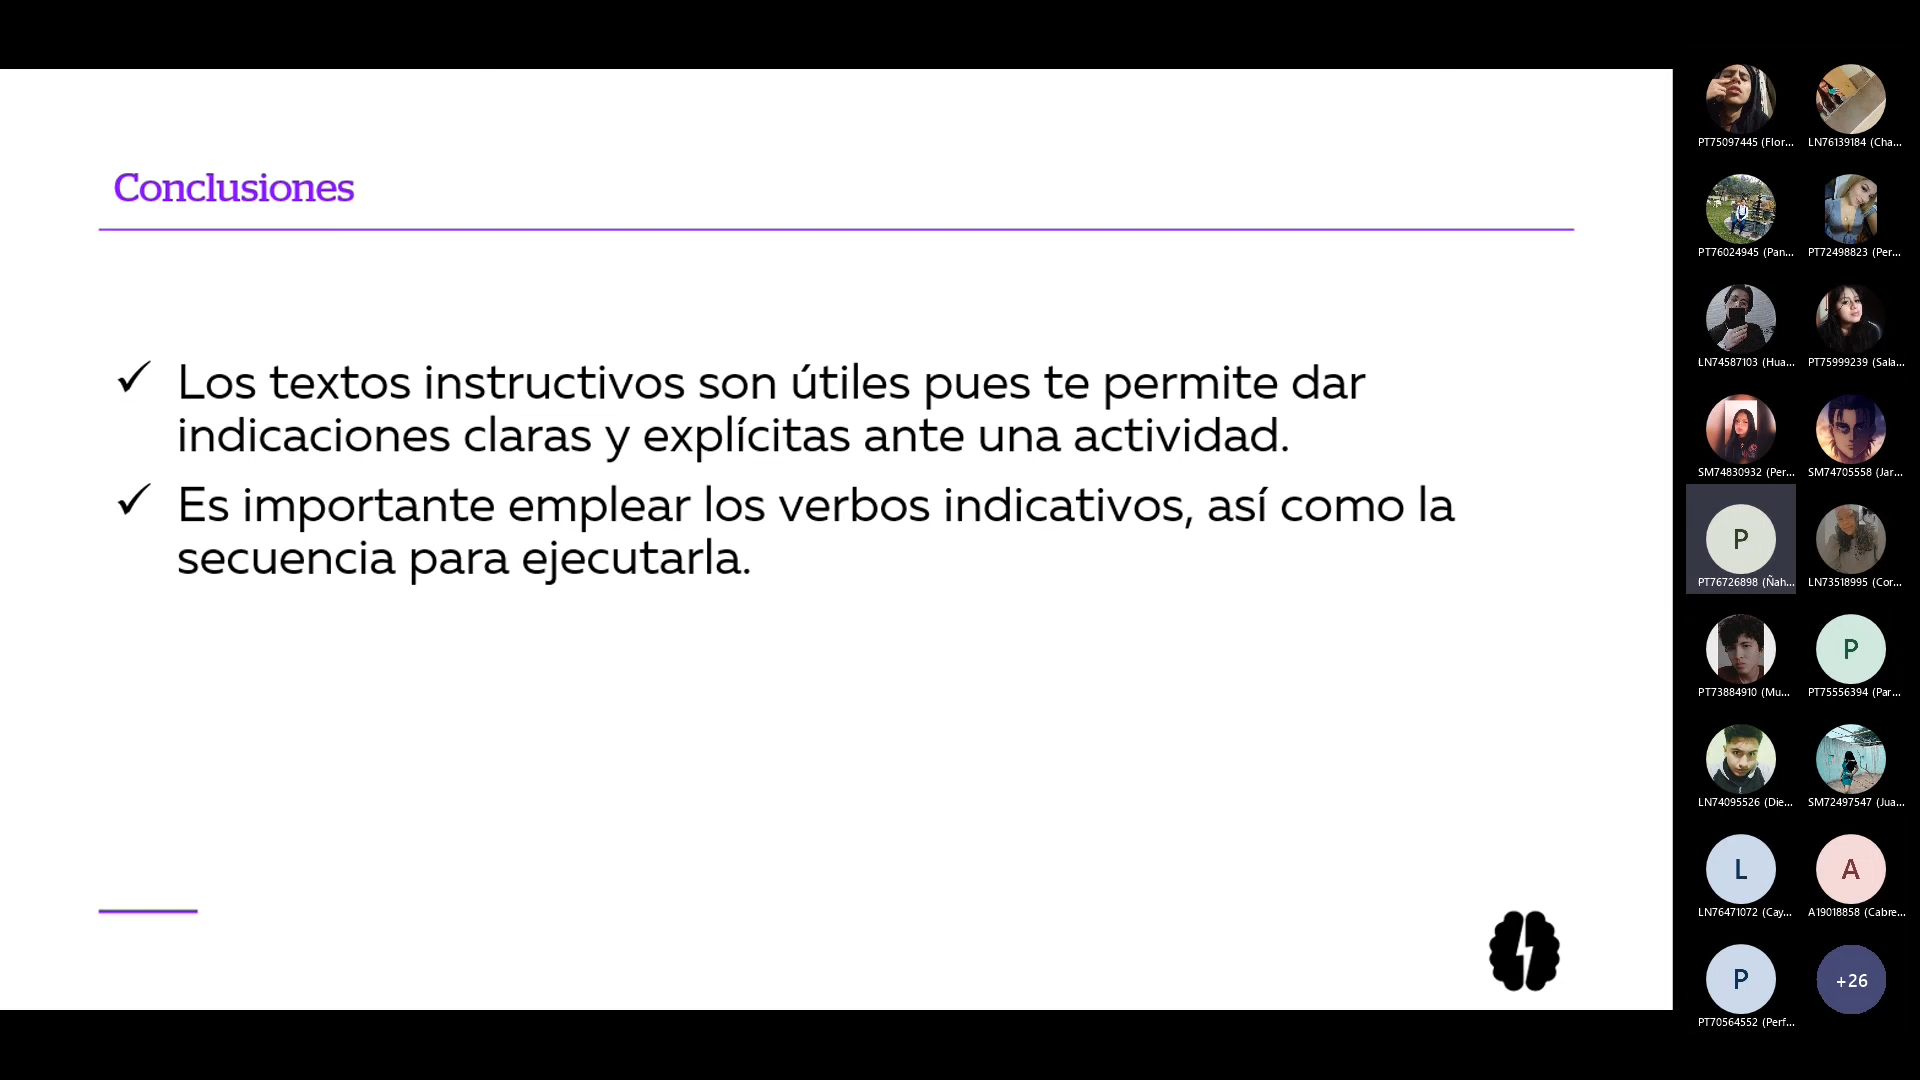 Conclusiones
✓ Los textos instructivos son útiles pues te permite dar
indicaciones claras y explícitas ante una actividad.
✓ Es importante emplear los verbos indicativos, así como la
secuencia para ejecutarla.
PT75097445 (Flor...
LN76139184 (Cha...
PT76024945 (Pan...
PT72498823 (Per...
LN74587103 (Hua...
PT75999239 (Sala...
SM74830932 (Per...
SM74705558 (Jar...
P
PT76726898 (Ñah...
LN73518995 (Cor...
PT73884910 (Mu...
P
PT75556394 (Par...
LN74095526 (Die...
SM72497547 (Jua...
L
LN76471072 (Cay...
A
A19018858 (Cabre...
P
PT70564552 (Perf...
+26